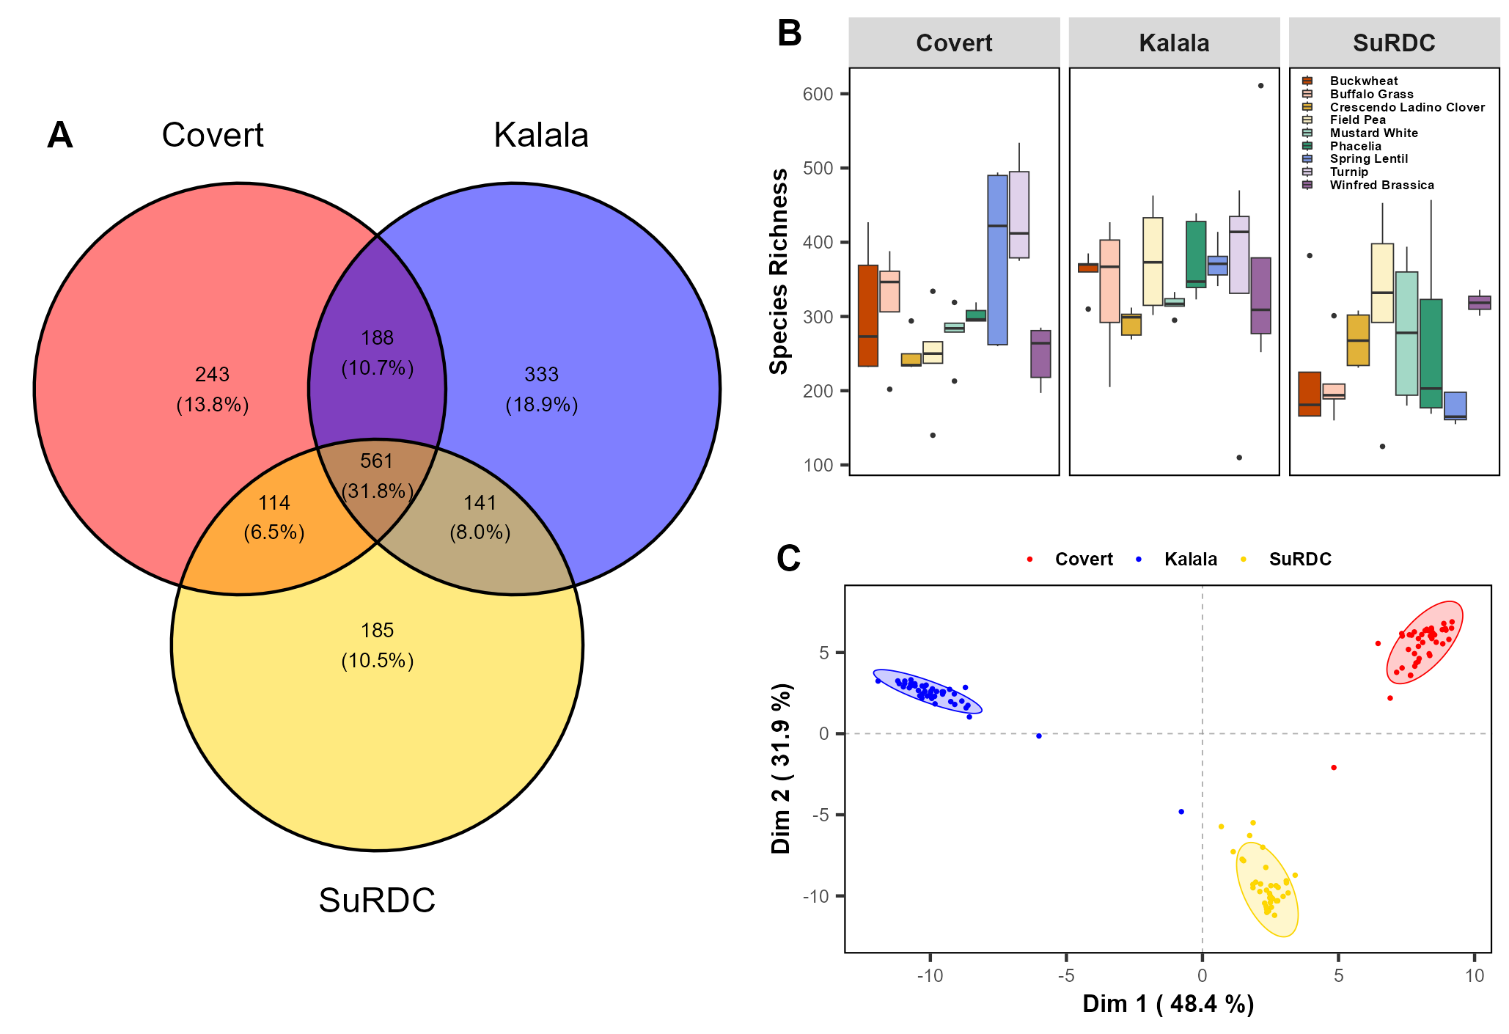 A
Covert
Kalala
188
(10.7%)
243
(13.8%)
333
(18.9%)
561
(31.8%)
114
(6.5%)
141
(8.0%)
185
(10.5%)
SuRDC
B
Covert
Kalala
SuRDC
Species Richness
600
500
400
300
200
100
Buckwheat
Buffalo Grass
Crescendo Ladino Clover
Field Pea
Mustard White
Phacelia
Spring Lentil
Turnip
Winfred Brassica
C
Covert
Kalala
SuRDC
Dim 2 ( 31.9 %)
5
0
-5
-10
-10
-5
0
5
10
Dim 1 ( 48.4 %)